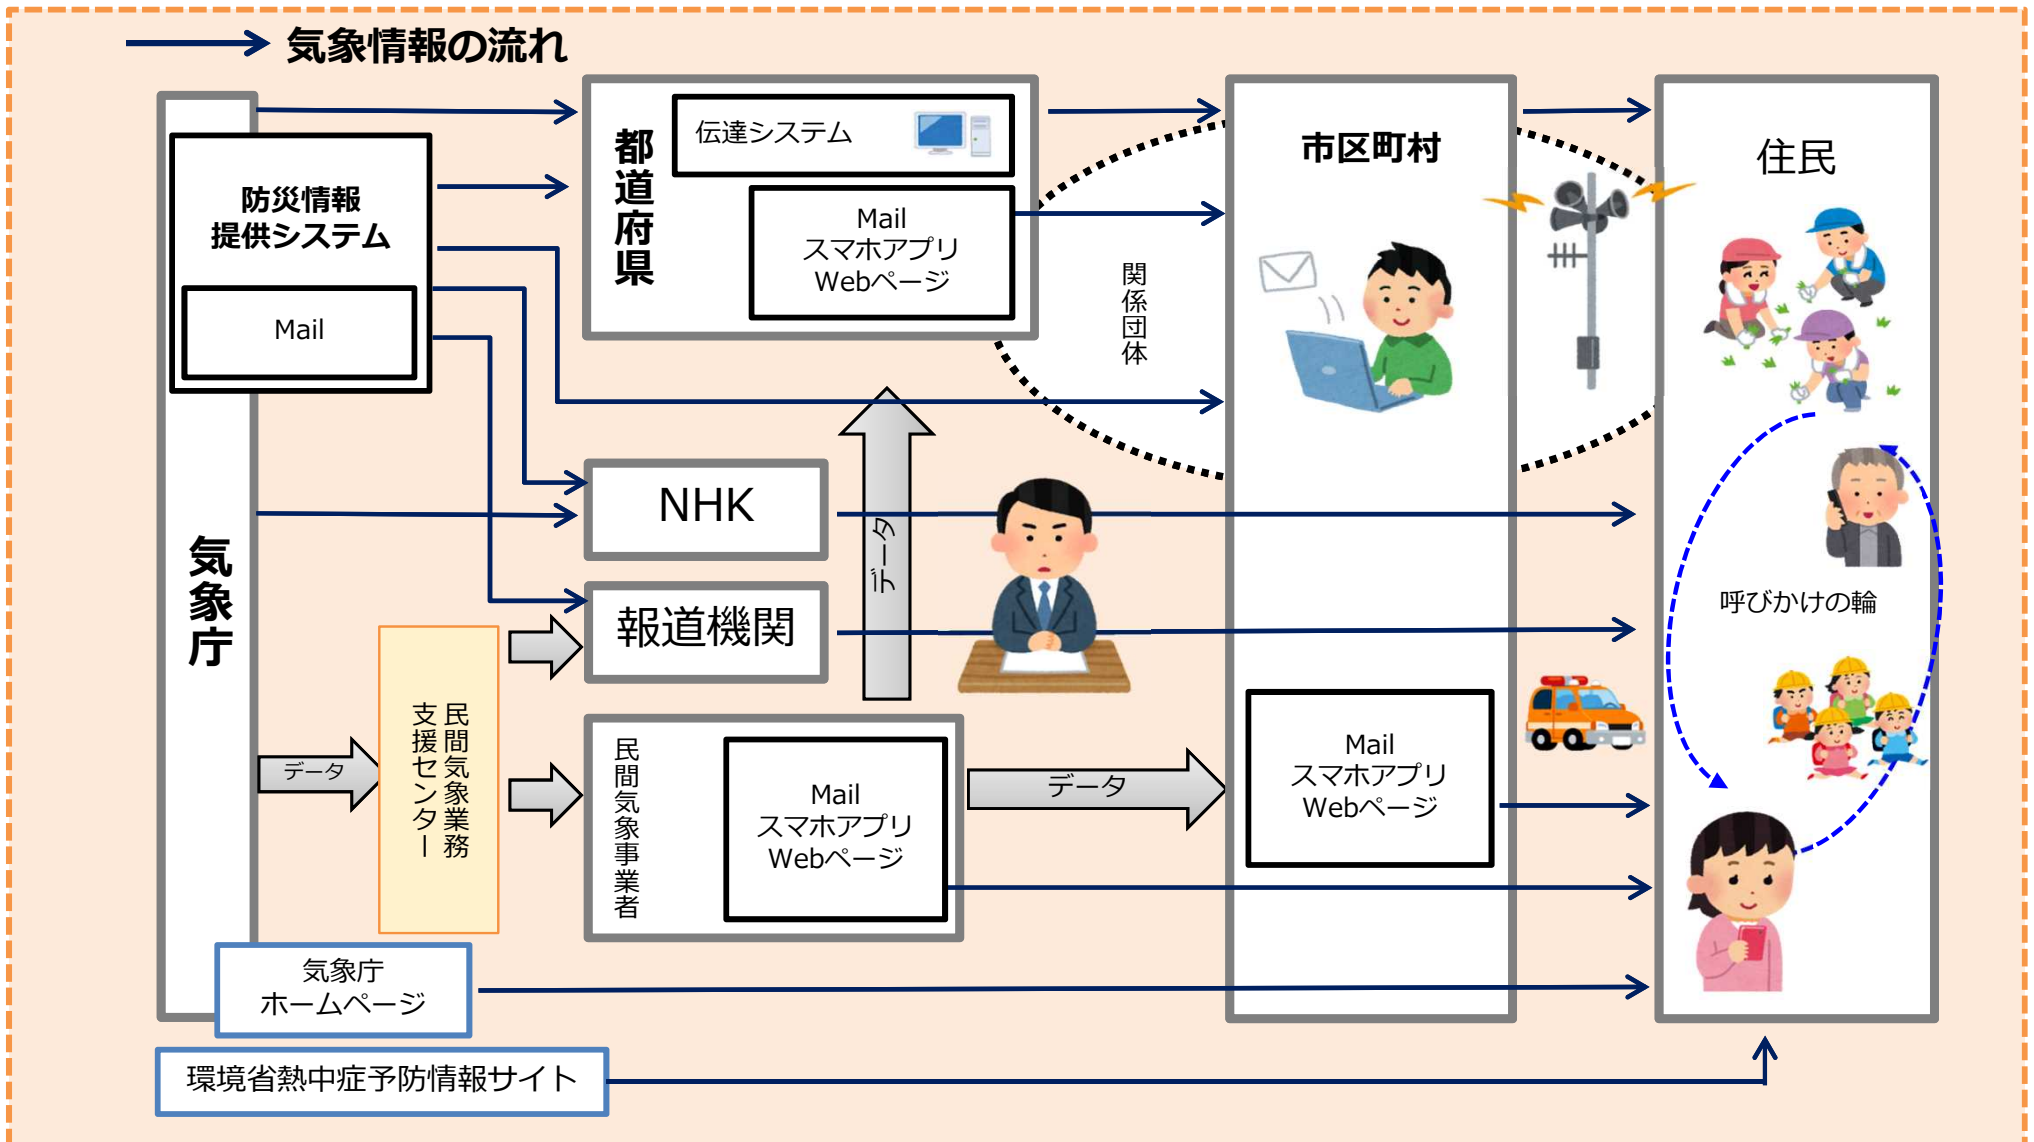 気象情報の流れ
気象庁
防災情報
提供システム
Mail
都道府県
伝達システム
Mail
スマホアプリ
Webページ
関係団体
市区町村
住民
NHK
報道機関
データ
データ
民間気象業務
支援センター
民間気象事業者
Mail
スマホアプリ
Webページ
データ
Mail
スマホアプリ
Webページ
呼びかけの輪
気象庁
ホームページ
環境省熱中症予防情報サイト